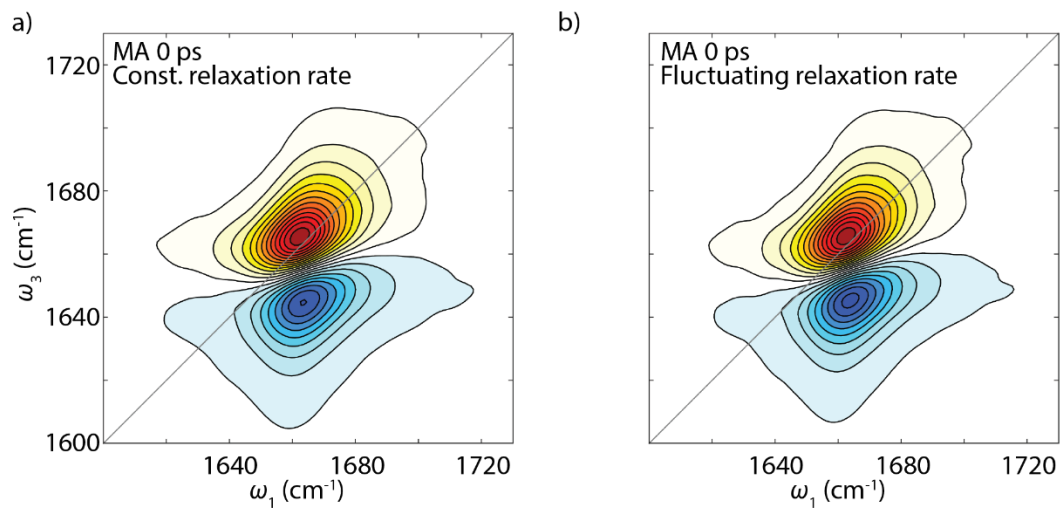 a)
MA 0 ps
Const. relaxation rate
1720
1680
1640
1600
ω3 (cm-1)
1640
1680
1720
ω1 (cm-1)
b)
MA 0 ps
Fluctuating relaxation rate
1640
1680
1720
ω1 (cm-1)